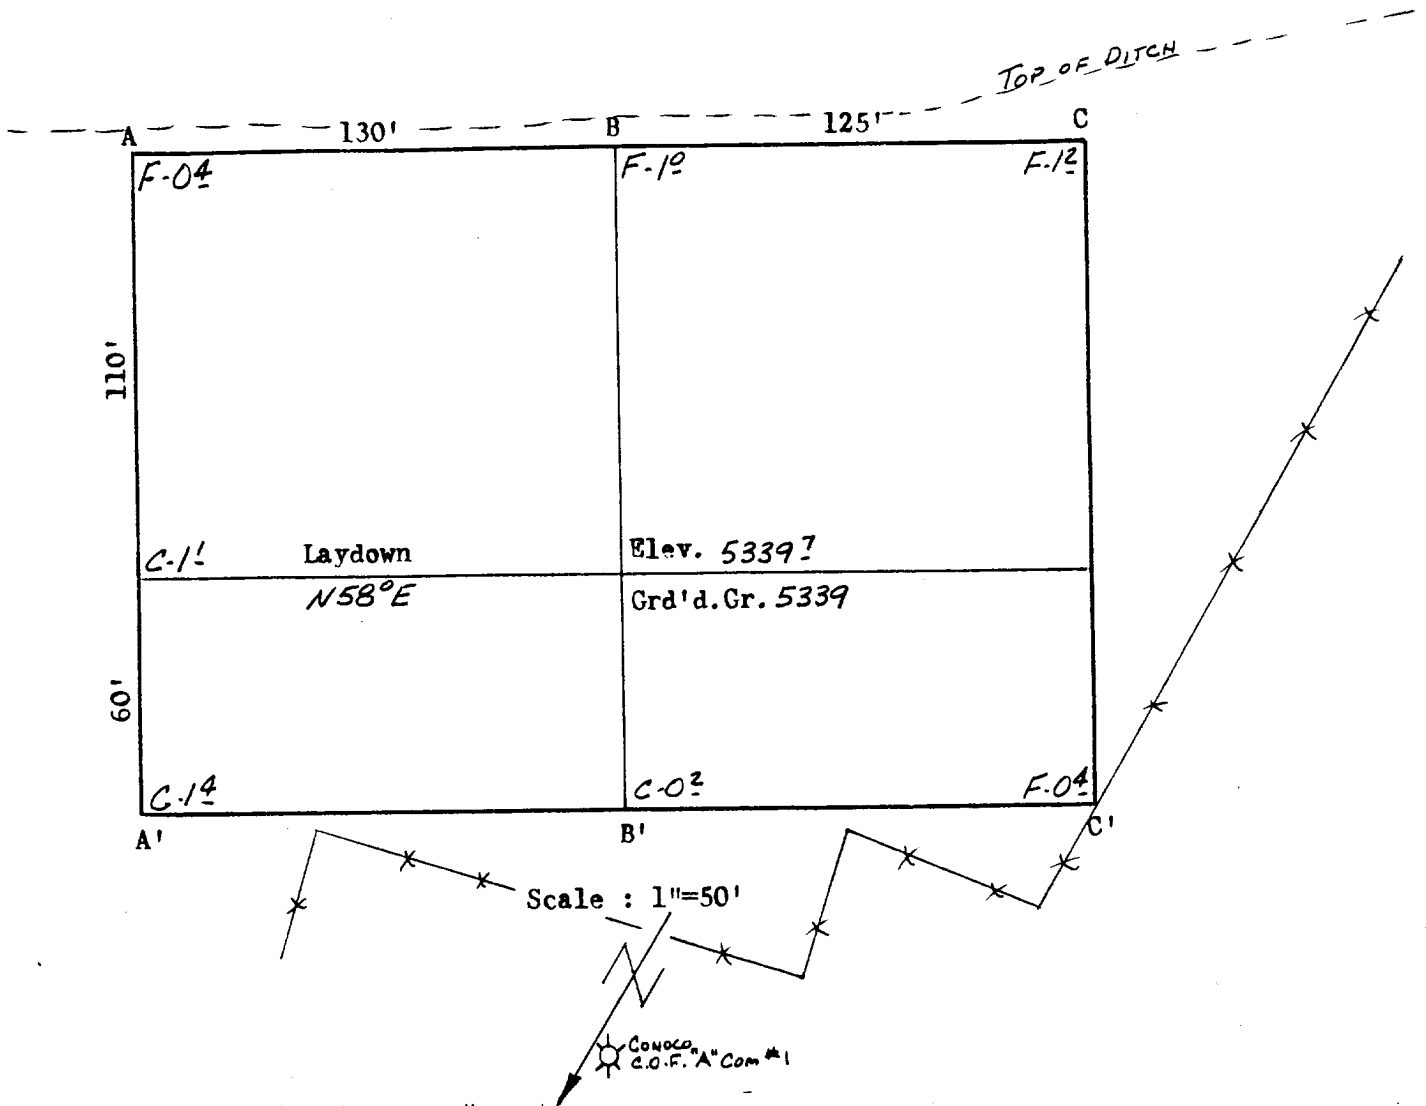 TOP OF DITCH
A 130' B 125' C
F-0⁴ F-1⁰ F-1²
110'
C-1¹ Laydown Elev. 5339⁷
N58°E Grd'd.Gr. 5339
60'
C-1⁴ C-0² F-0⁴
A' B' C'
Scale : 1"=50'
N
CONOCO
C.O.F. "A" Com #1